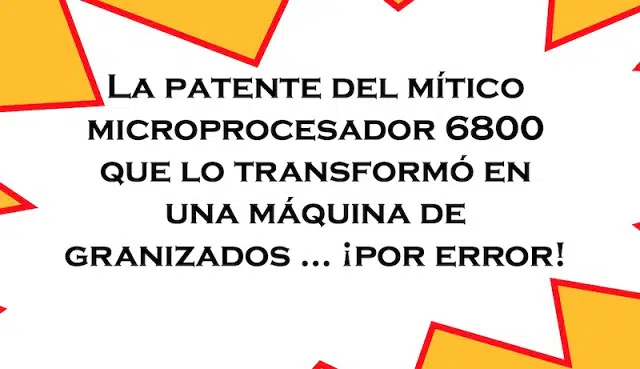 La patente del mítico
microprocesador 6800
que lo transformó en
una máquina de
granizados ... ¡por error!